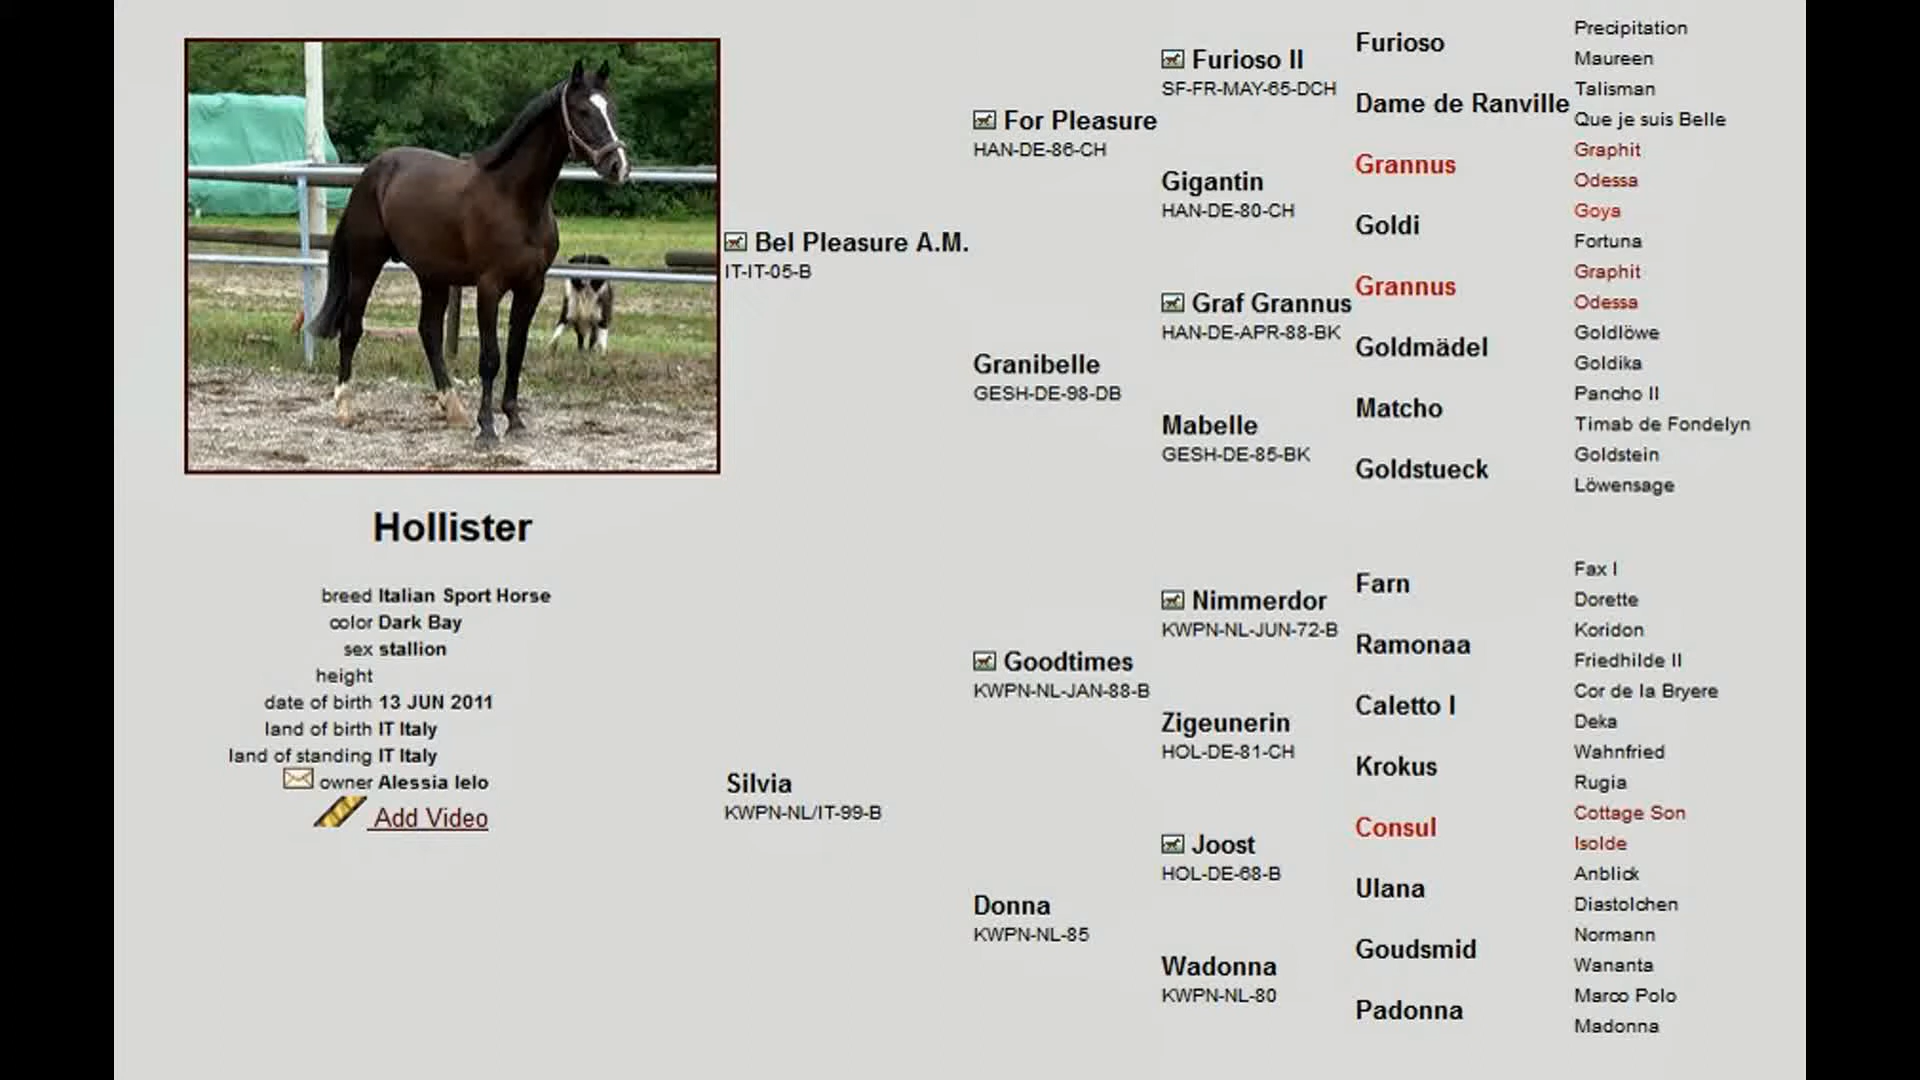 Hollister
breed Italian Sport Horse
color Dark Bay
sex stallion
height
date of birth 13 JUN 2011
land of birth IT Italy
land of standing IT Italy
owner Alessia Ielo
Add Video
Bel Pleasure A.M.
IT-IT-05-B
Silvia
KWPN-NL/IT-99-B
For Pleasure
HAN-DE-86-CH
Granibelle
GESH-DE-98-DB
Goodtimes
KWPN-NL-JAN-88-B
Donna
KWPN-NL-85
Furioso II
SF-FR-MAY-65-DCH
Gigantin
HAN-DE-80-CH
Graf Grannus
HAN-DE-APR-88-BK
Mabelle
GESH-DE-85-BK
Nimmerdor
KWPN-NL-JUN-72-B
Zigeunerin
HOL-DE-81-CH
Joost
HOL-DE-68-B
Wadonna
KWPN-NL-80
Furioso
Dame de Ranville
Grannus
Goldi
Grannus
Goldmädel
Matcho
Goldstueck
Farn
Ramonaa
Caletto I
Krokus
Consul
Ulana
Goudsmid
Padonna
Precipitation
Maureen
Talisman
Que je suis Belle
Graphit
Odessa
Goya
Fortuna
Graphit
Odessa
Goldlöwe
Goldika
Pancho II
Timab de Fondelyn
Goldstein
Löwensage
Fax I
Dorette
Koridon
Friedhilde II
Cor de la Bryere
Deka
Wahnfried
Rugia
Cottage Son
Isolde
Anblick
Diastolchen
Normann
Wananta
Marco Polo
Madonna